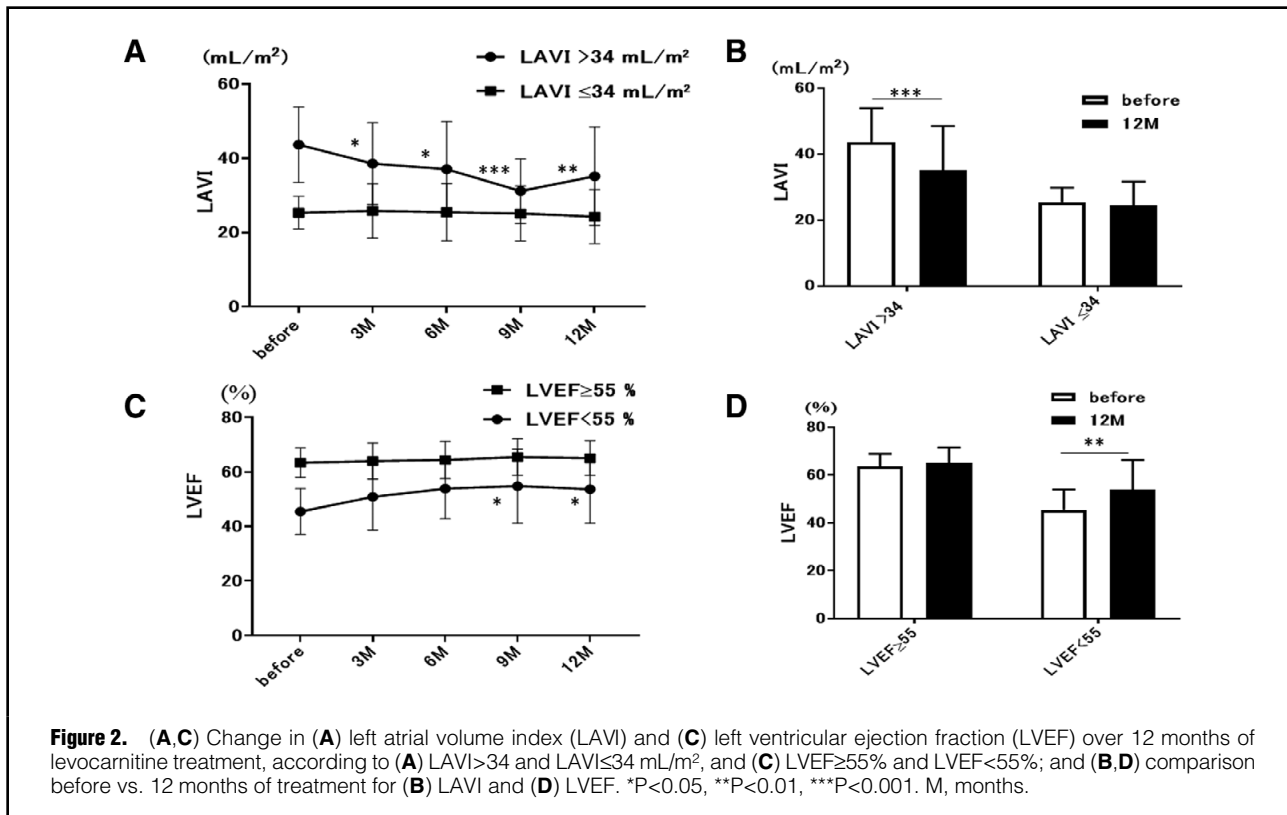 A
(mL/m²)
LAVI >34 mL/m²
LAVI ≤34 mL/m²
60
40
20
0
LAVI
*
*
***
**
before
3M
6M
9M
12M
B
(mL/m²)
before
12M
60
40
20
0
LAVI
***
LAVI >34
LAVI ≦34
C
(%)
LVEF≥55 %
LVEF<55 %
80
60
40
20
0
LVEF
*
*
before
3M
6M
9M
12M
D
(%)
before
12M
80
60
40
20
0
LVEF
**
LVEF≧55
LVEF<55
Figure 2. (A,C) Change in (A) left atrial volume index (LAVI) and (C) left ventricular ejection fraction (LVEF) over 12 months of
levocarnitine treatment, according to (A) LAVI>34 and LAVI≤34 mL/m², and (C) LVEF≥55% and LVEF<55%; and (B,D) comparison
before vs. 12 months of treatment for (B) LAVI and (D) LVEF. *P<0.05, **P<0.01, ***P<0.001. M, months.